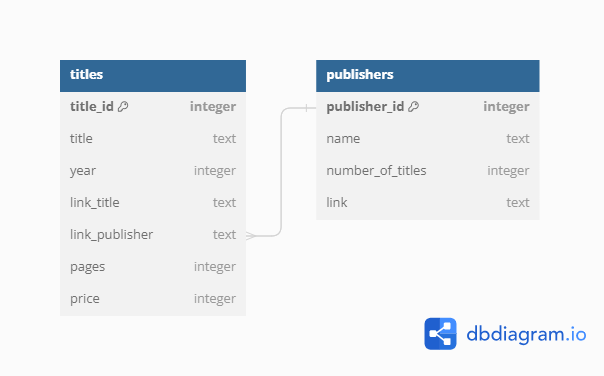 titles
title_id integer
title text
year integer
link_title text
link_publisher text
pages integer
price integer
publishers
publisher_id integer
name text
number_of_titles integer
link text
dbdiagram.io